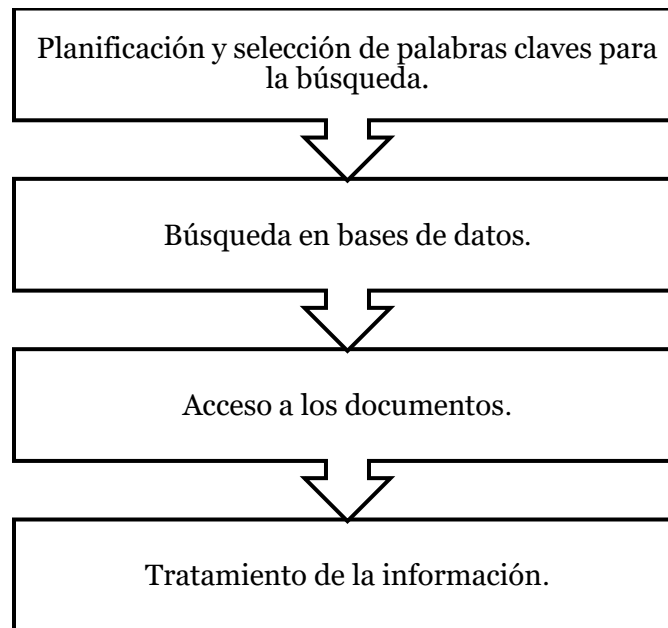 Planificación y selección de palabras claves para
la búsqueda.
Búsqueda en bases de datos.
Acceso a los documentos.
Tratamiento de la información.